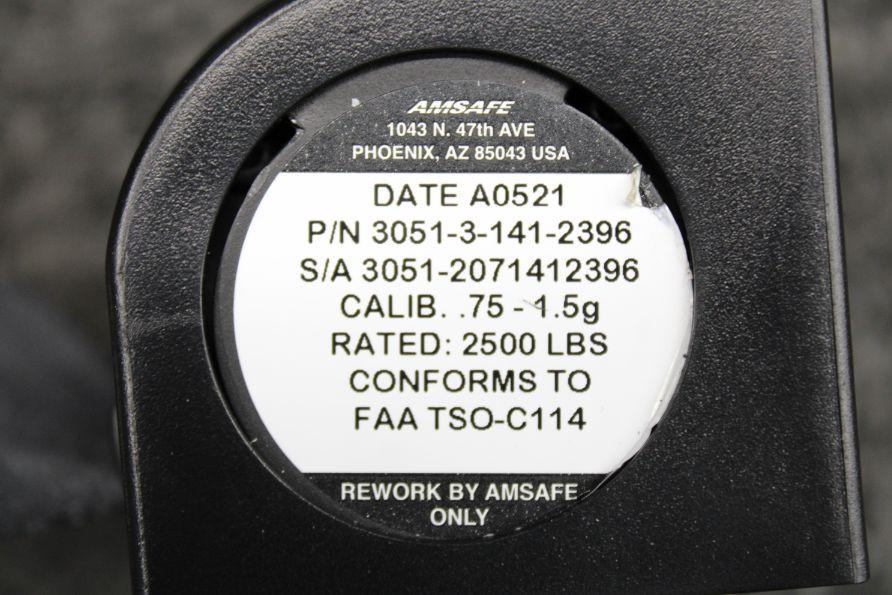 AMSAFE
1043 N. 47th AVE
PHOENIX, AZ 85043 USA
DATE A0521
P/N 3051-3-141-2396
S/A 3051-2071412396
CALIB. .75 - 1.5g
RATED: 2500 LBS
CONFORMS TO
FAA TSO-C114
REWORK BY AMSAFE
ONLY